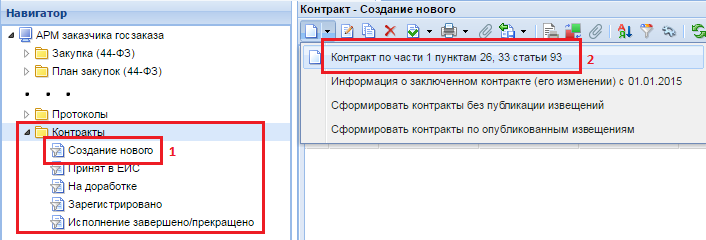 Навигатор
АРМ заказчика госзаказа
Закупка (44-ФЗ)
План закупок (44-ФЗ)
• • •
Протоколы
Контракты
Создание нового 1
Принят в ЕИС
На доработке
Зарегистрировано
Исполнение завершено/прекращено
Контракт - Создание нового
Контракт по части 1 пунктам 26, 33 статьи 93 2
Информация о заключенном контракте (его изменении) с 01.01.2015
Сформировать контракты без публикации извещений
Сформировать контракты по опубликованным извещениям